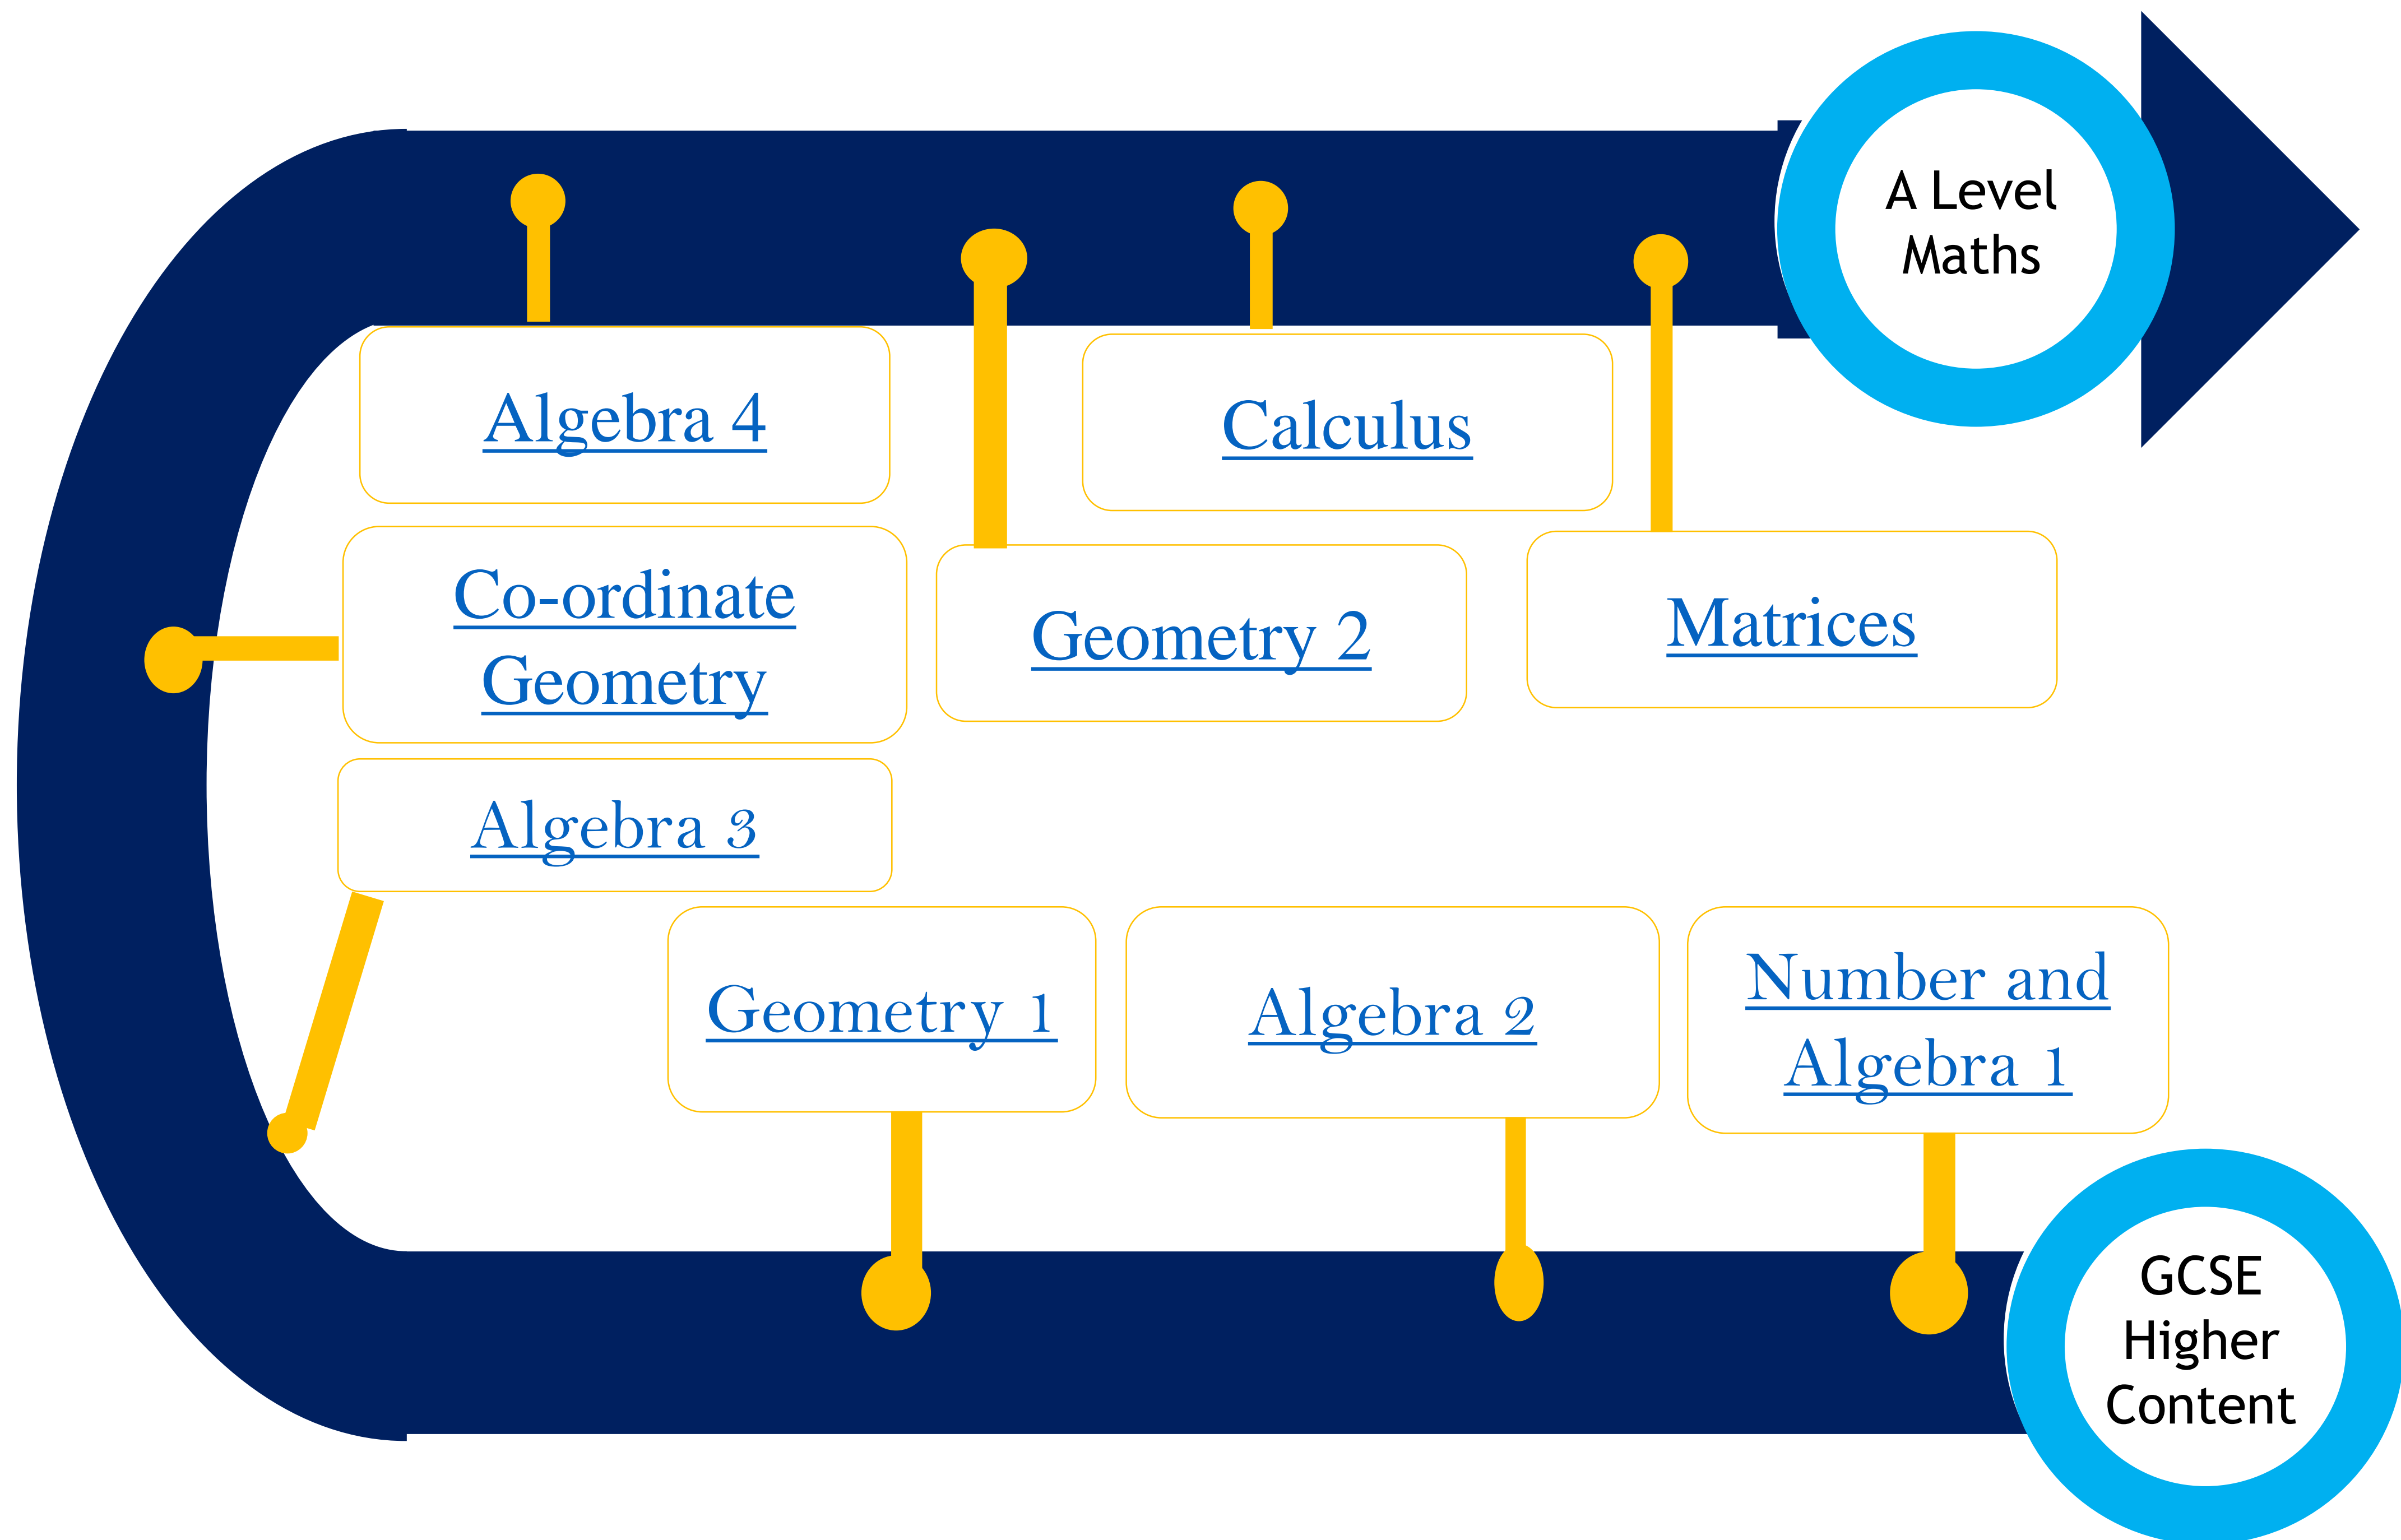 A Level
Maths
Algebra 4
Calculus
Co-ordinate
Geometry
Geometry 2
Matrices
Algebra 3
Geometry 1
Algebra 2
Number and
Algebra 1
GCSE
Higher
Content